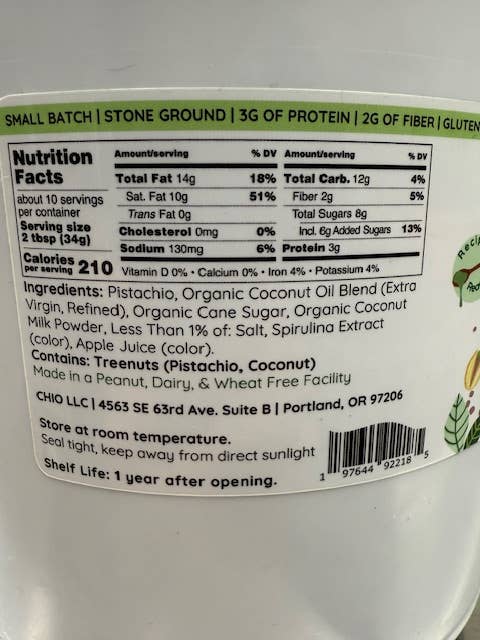 SMALL BATCH | STONE GROUND | 3G OF PROTEIN | 2G OF FIBER | GLUTEN
Nutrition Facts
about 10 servings per container
Serving size
2 tbsp (34g)
Calories per serving 210
Amount/serving % DV
Total Fat 14g 18%
Sat. Fat 10g 51%
Trans Fat 0g
Cholesterol 0mg 0%
Sodium 130mg 6%
Amount/serving % DV
Total Carb. 12g 4%
Fiber 2g 5%
Total Sugars 8g
Incl. 6g Added Sugars 13%
Protein 3g
Vitamin D 0% • Calcium 0% • Iron 4% • Potassium 4%
Ingredients: Pistachio, Organic Coconut Oil Blend (Extra
Virgin, Refined), Organic Cane Sugar, Organic Coconut
Milk Powder, Less Than 1% of: Salt, Spirulina Extract
(color), Apple Juice (color).
Contains: Treenuts (Pistachio, Coconut)
Made in a Peanut, Dairy, & Wheat Free Facility
CHIO LLC | 4563 SE 63rd Ave. Suite B | Portland, OR 97206
Store at room temperature.
Seal tight, keep away from direct sunlight
Shelf Life: 1 year after opening.
1 97644 92218 5